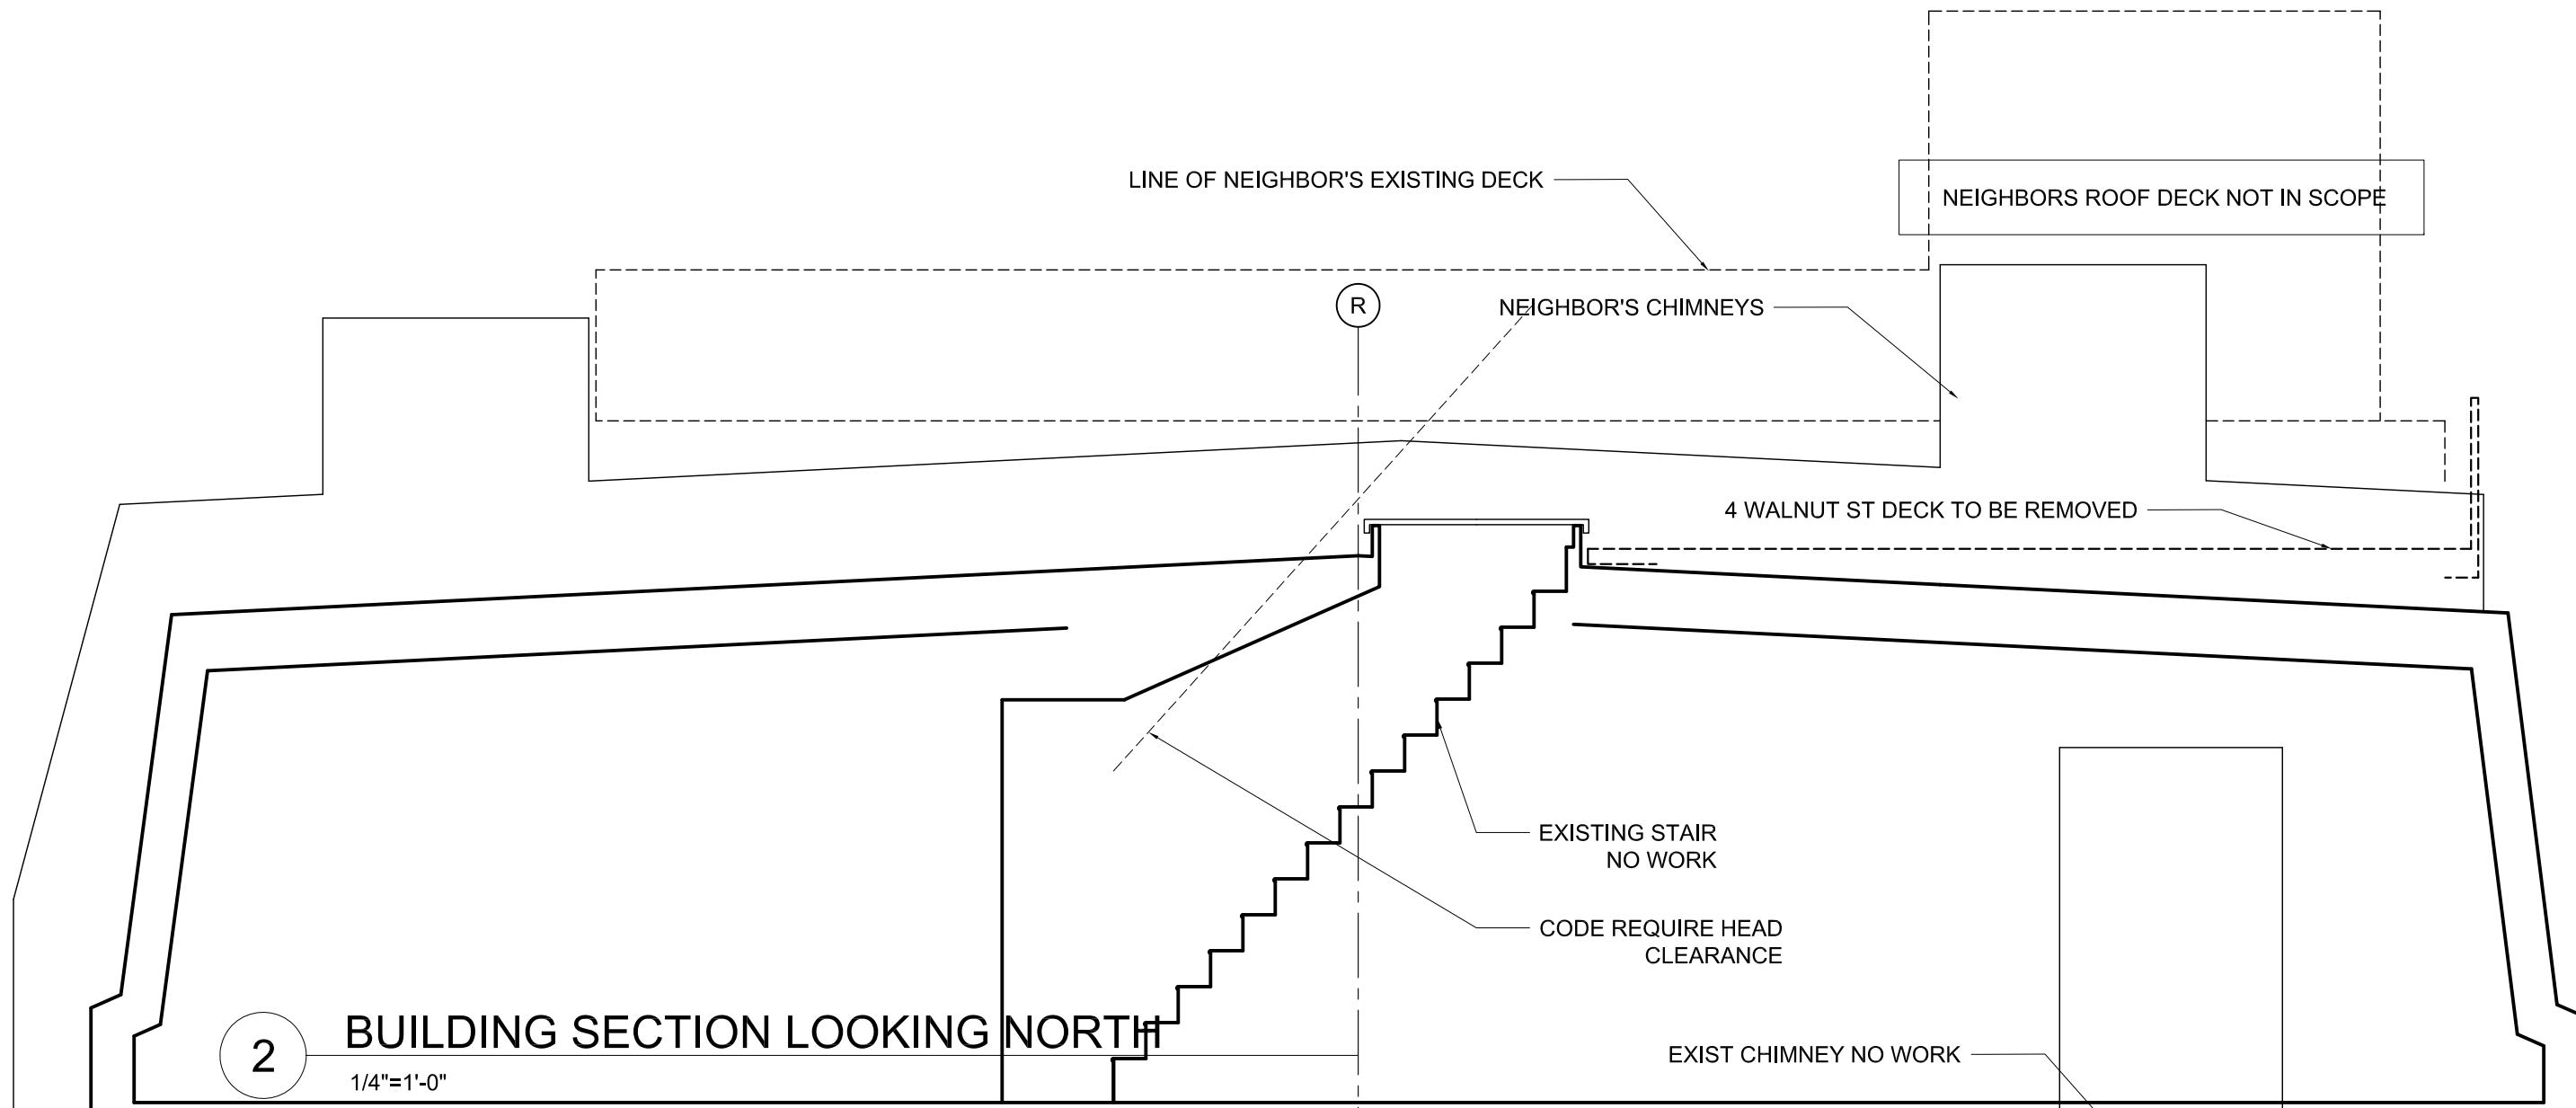 LINE OF NEIGHBOR'S EXISTING DECK
NEIGHBORS ROOF DECK NOT IN SCOPE
R
NEIGHBOR'S CHIMNEYS
4 WALNUT ST DECK TO BE REMOVED
EXISTING STAIR
NO WORK
CODE REQUIRE HEAD
CLEARANCE
2
BUILDING SECTION LOOKING NORTH
1/4"=1'-0"
EXIST CHIMNEY NO WORK